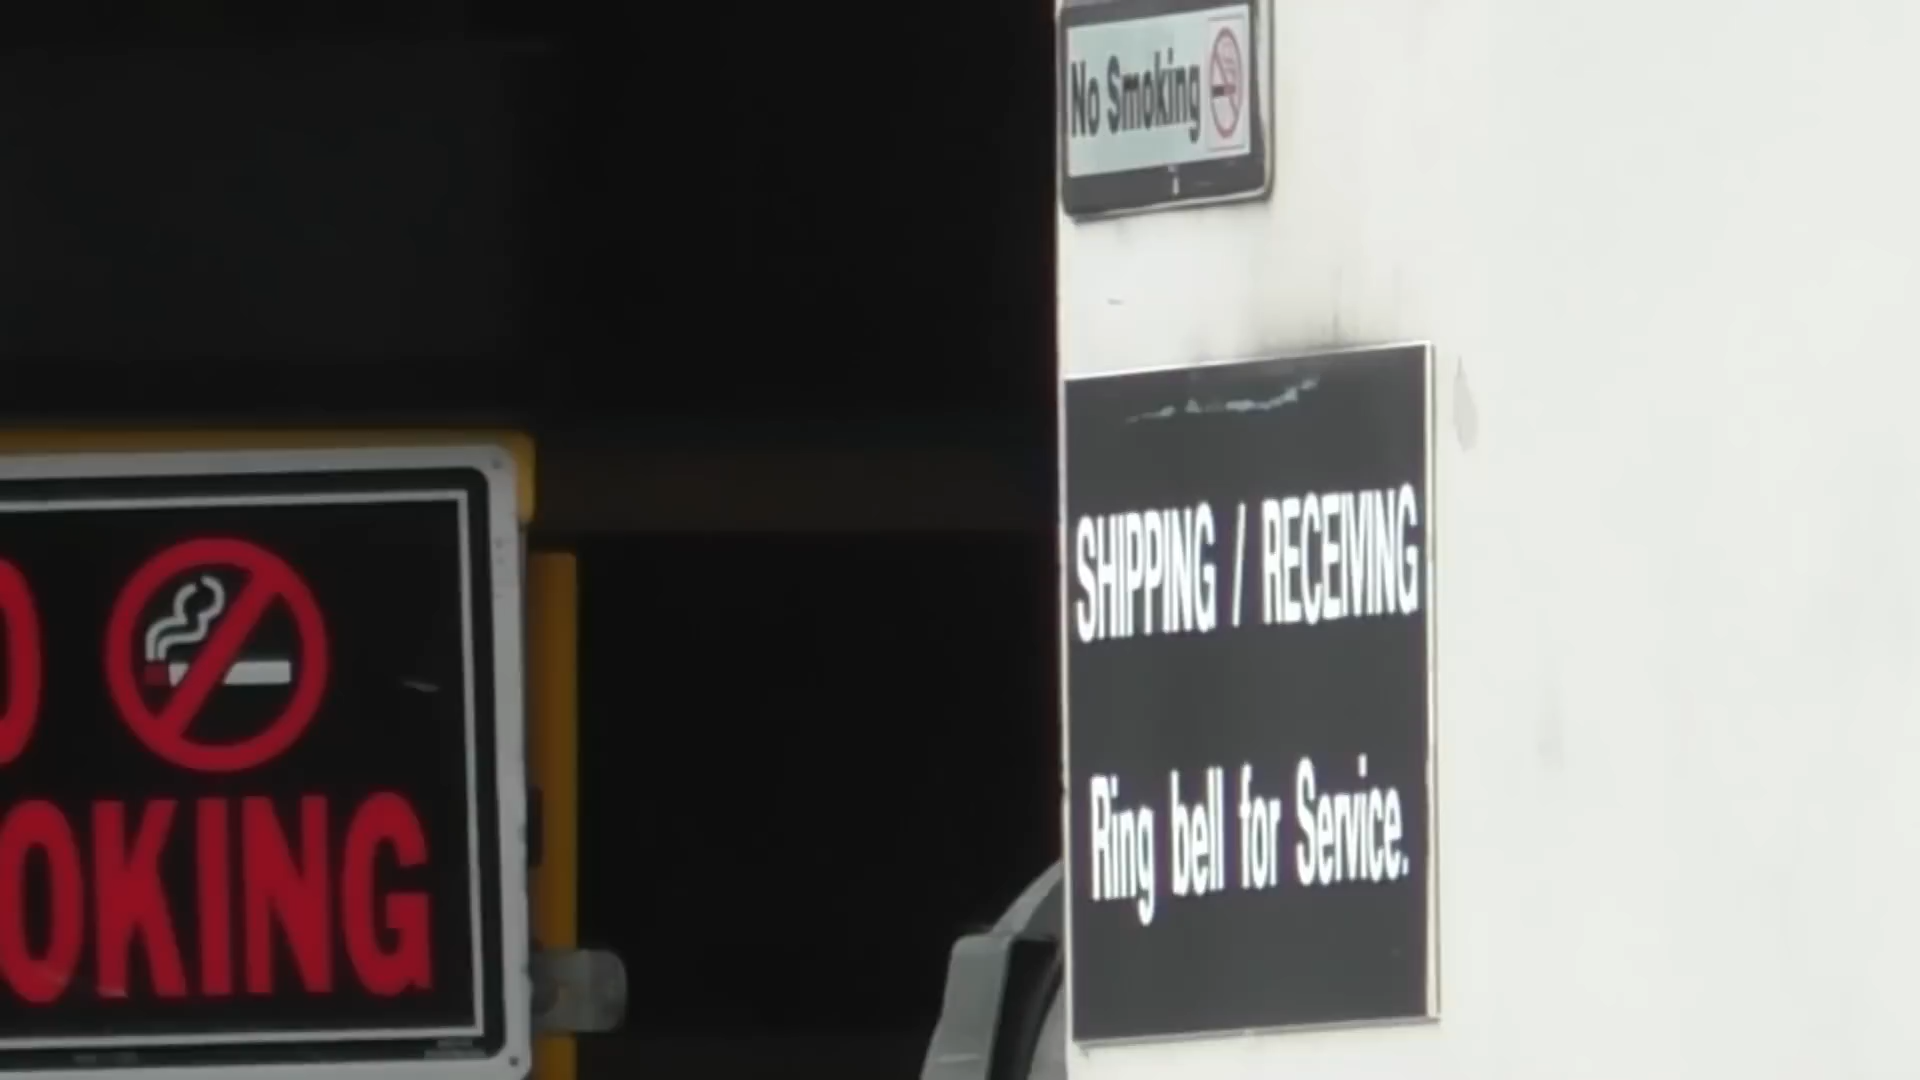 No Smoking
SHIPPING / RECEIVING
Ring bell for Service.
O
OKING